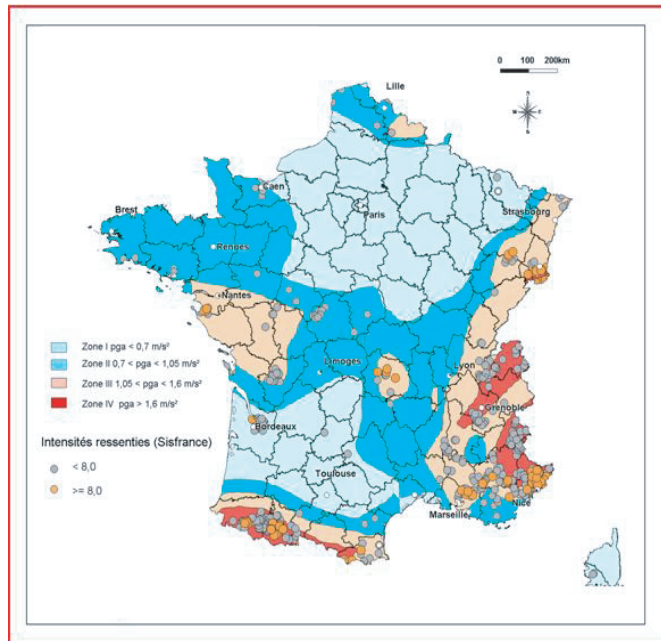 Lille
0 100 200km
N
W E
S
Caen
Strasbourg
Brest
Paris
Rennes
Nantes
Zone I pga < 0,7 m/s²
Zone II 0,7 < pga < 1,05 m/s²
Limoges
Lyon
Zone III 1,05 < pga < 1,6 m/s²
Zone IV pga > 1,6 m/s²
Grenoble
Bordeaux
Intensités ressenties (Sisfrance)
< 8,0
Toulouse
>= 8,0
Nice
Marseille